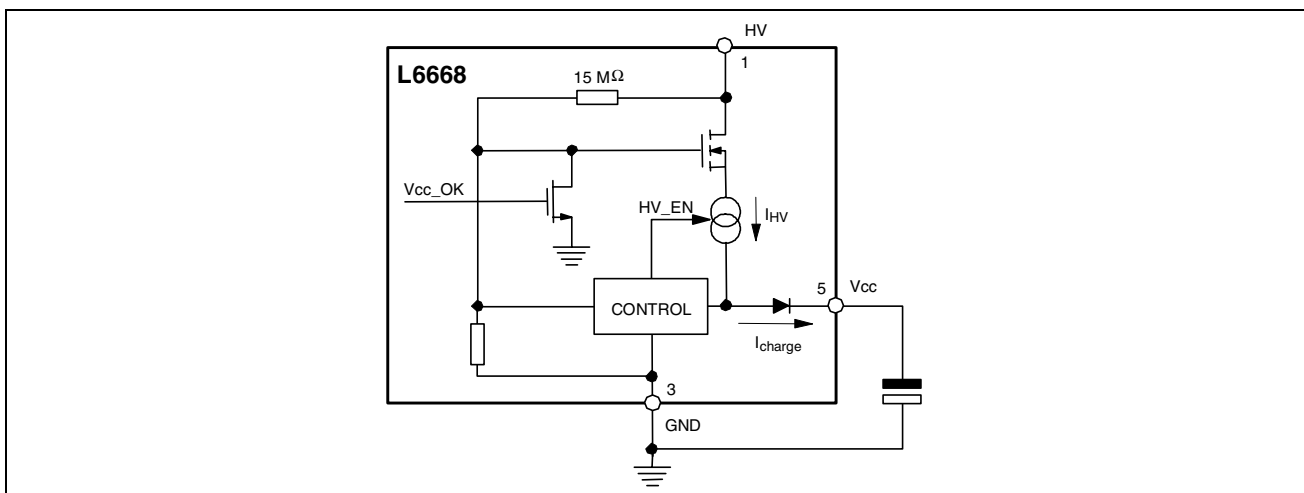 HV
1
L6668
15 MΩ
Vcc_OK
HV_EN
IHV
5
Vcc
CONTROL
Icharge
3
GND